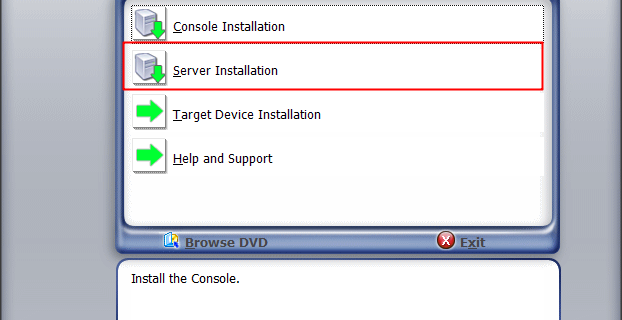 Console Installation
Server Installation
Target Device Installation
Help and Support
Browse DVD Exit
Install the Console.